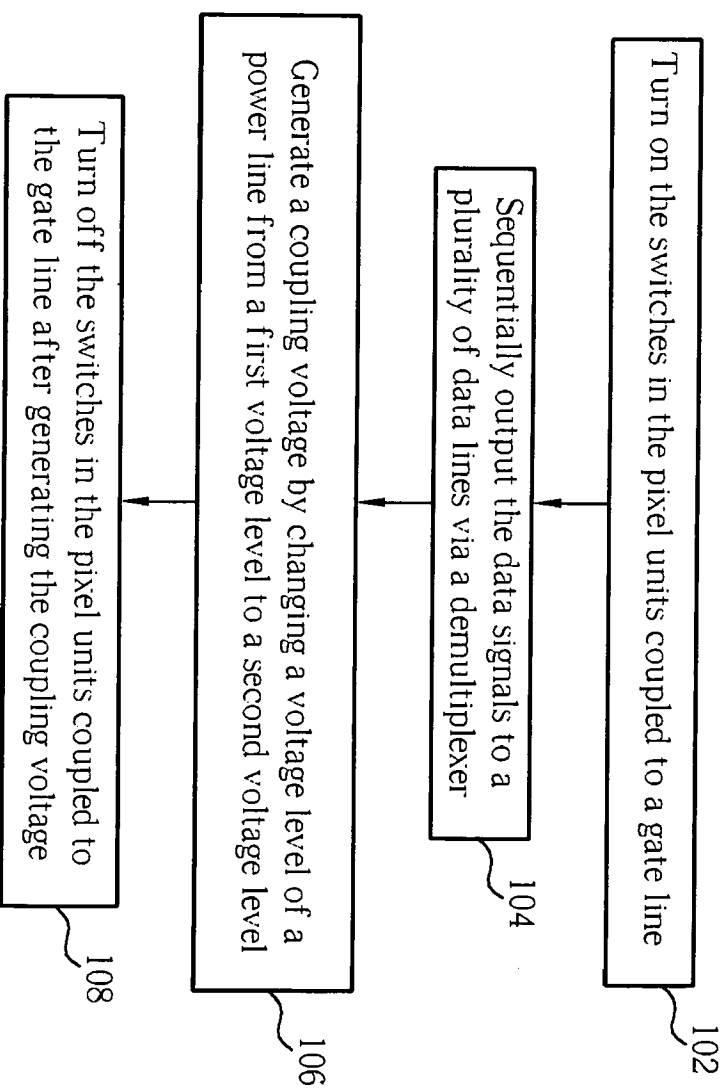 Turn on the switches in the pixel units coupled to a gate line
102
Sequentially output the data signals to a
plurality of data lines via a demultiplexer
104
Generate a coupling voltage by changing a voltage level of a
power line from a first voltage level to a second voltage level
106
Turn off the switches in the pixel units coupled to
the gate line after generating the coupling voltage
108